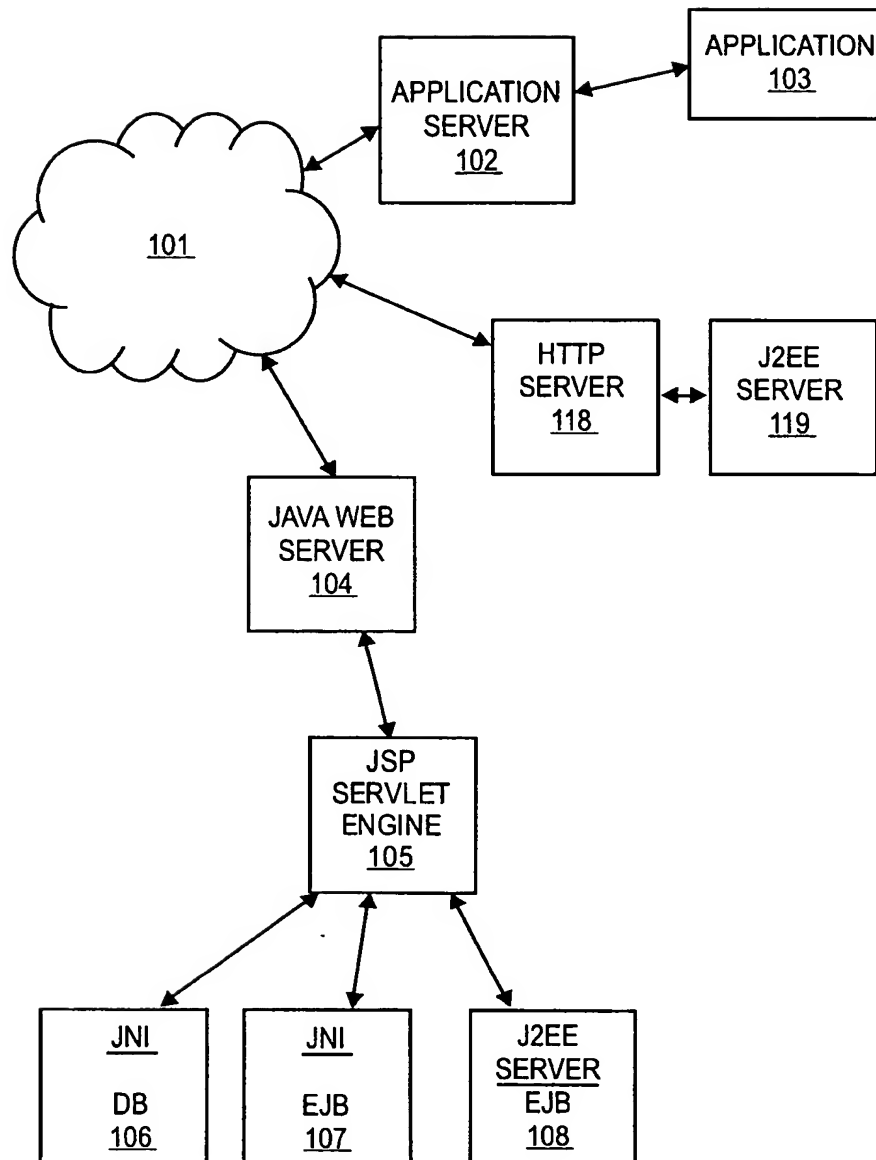 APPLICATION
103
APPLICATION
SERVER
102
101
HTTP
SERVER
118
J2EE
SERVER
119
JAVA WEB
SERVER
104
JSP
SERVLET
ENGINE
105
JNI
DB
106
JNI
EJB
107
J2EE
SERVER
EJB
108